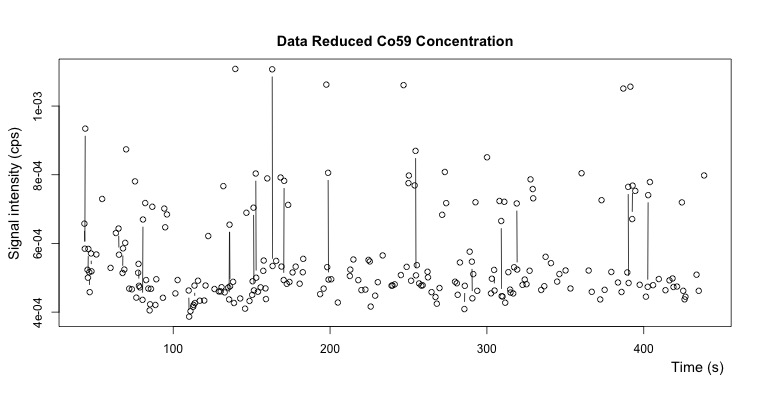 Data Reduced Co59 Concentration
Signal intensity (cps)
1e-03
8e-04
6e-04
4e-04
100 200 300 400
Time (s)